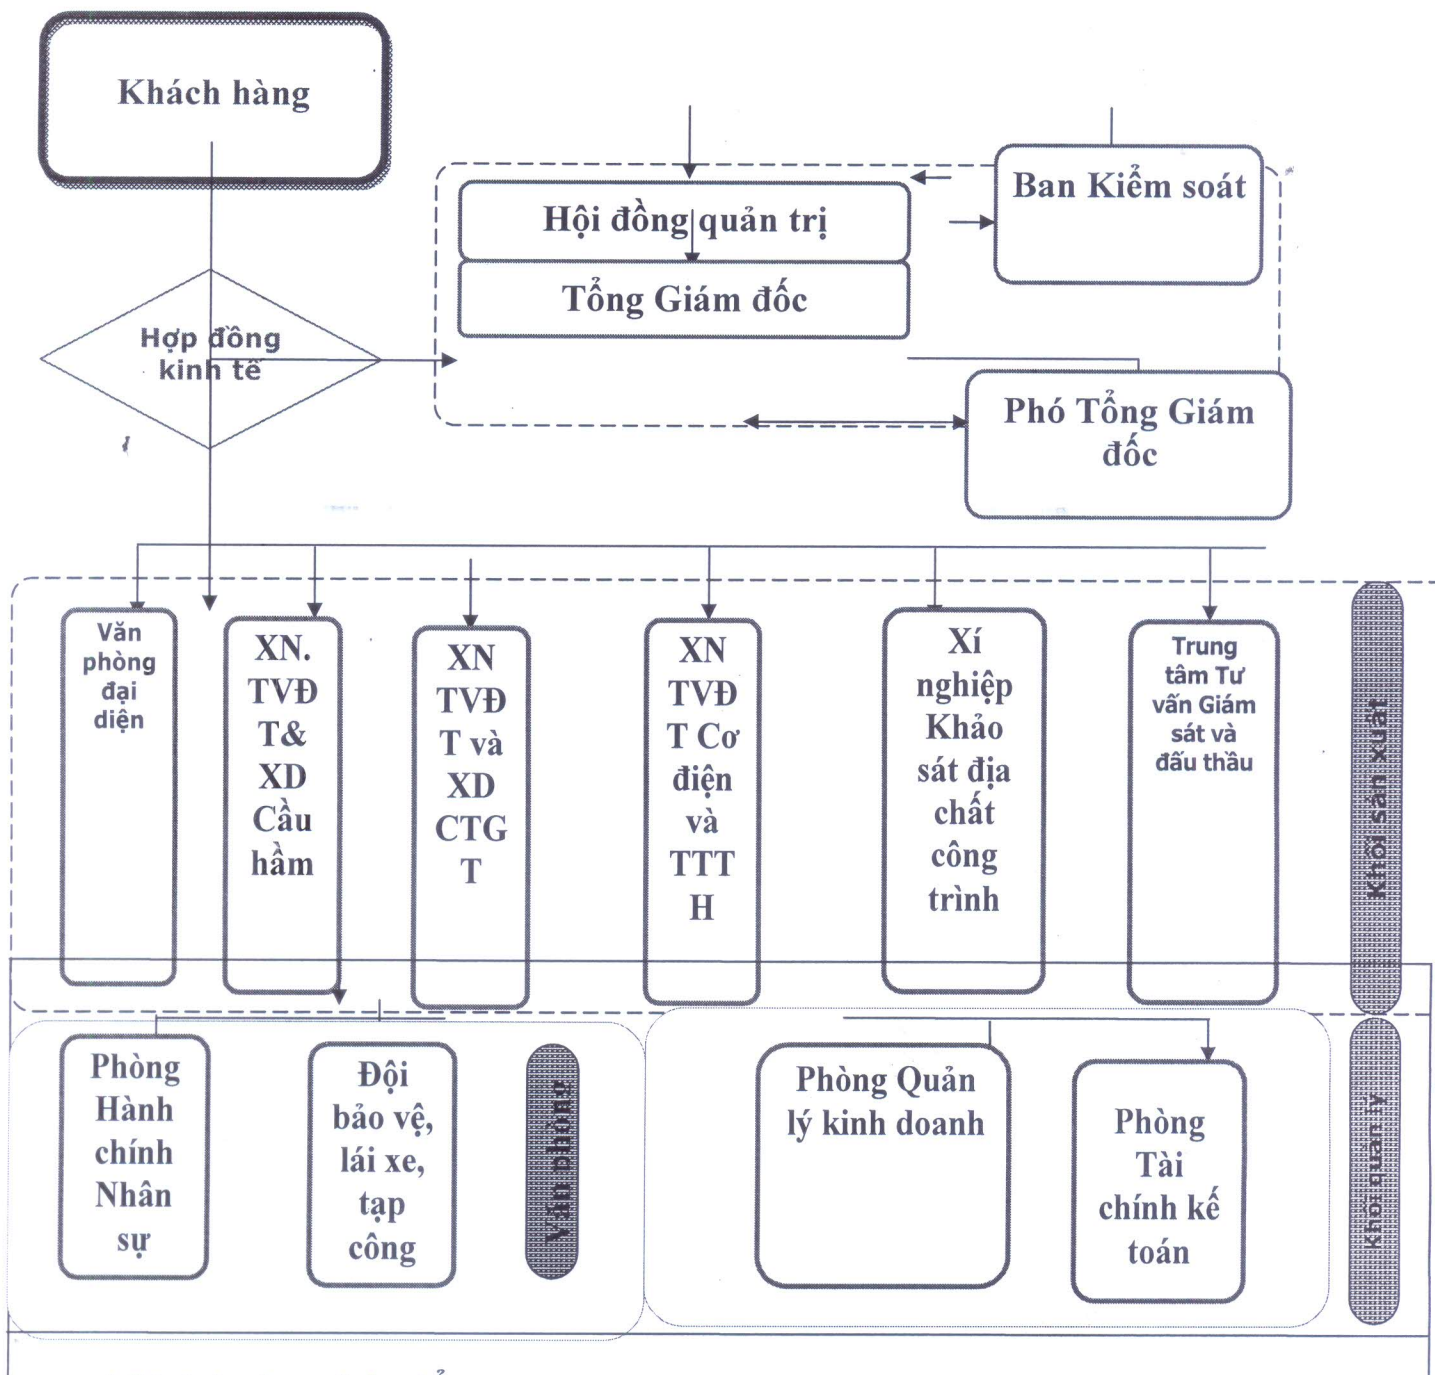 Khách hàng
Ban Kiểm soát
Hội đồng quản trị
Tổng Giám đốc
Hợp đồng
kinh tế
Phó Tổng Giám
đốc
Văn
phòng
đại
diện
XN.
TVĐ
T&
XD
Cầu
hầm
XN
TVĐ
T và
XD
CTG
T
XN
TVĐ
T Cơ
điện
và
TTT
H
Xí
nghiệp
Khảo
sát địa
chất
công
trình
Trung
tâm Tư
vấn Giám
sát và
đấu thầu
Khối sản xuất
Phòng
Hành
chính
Nhân
sự
Đội
bảo vệ,
lái xe,
tạp
công
Văn phòng
Phòng Quản
lý kinh doanh
Phòng
Tài
chính kế
toán
Khối quản lý